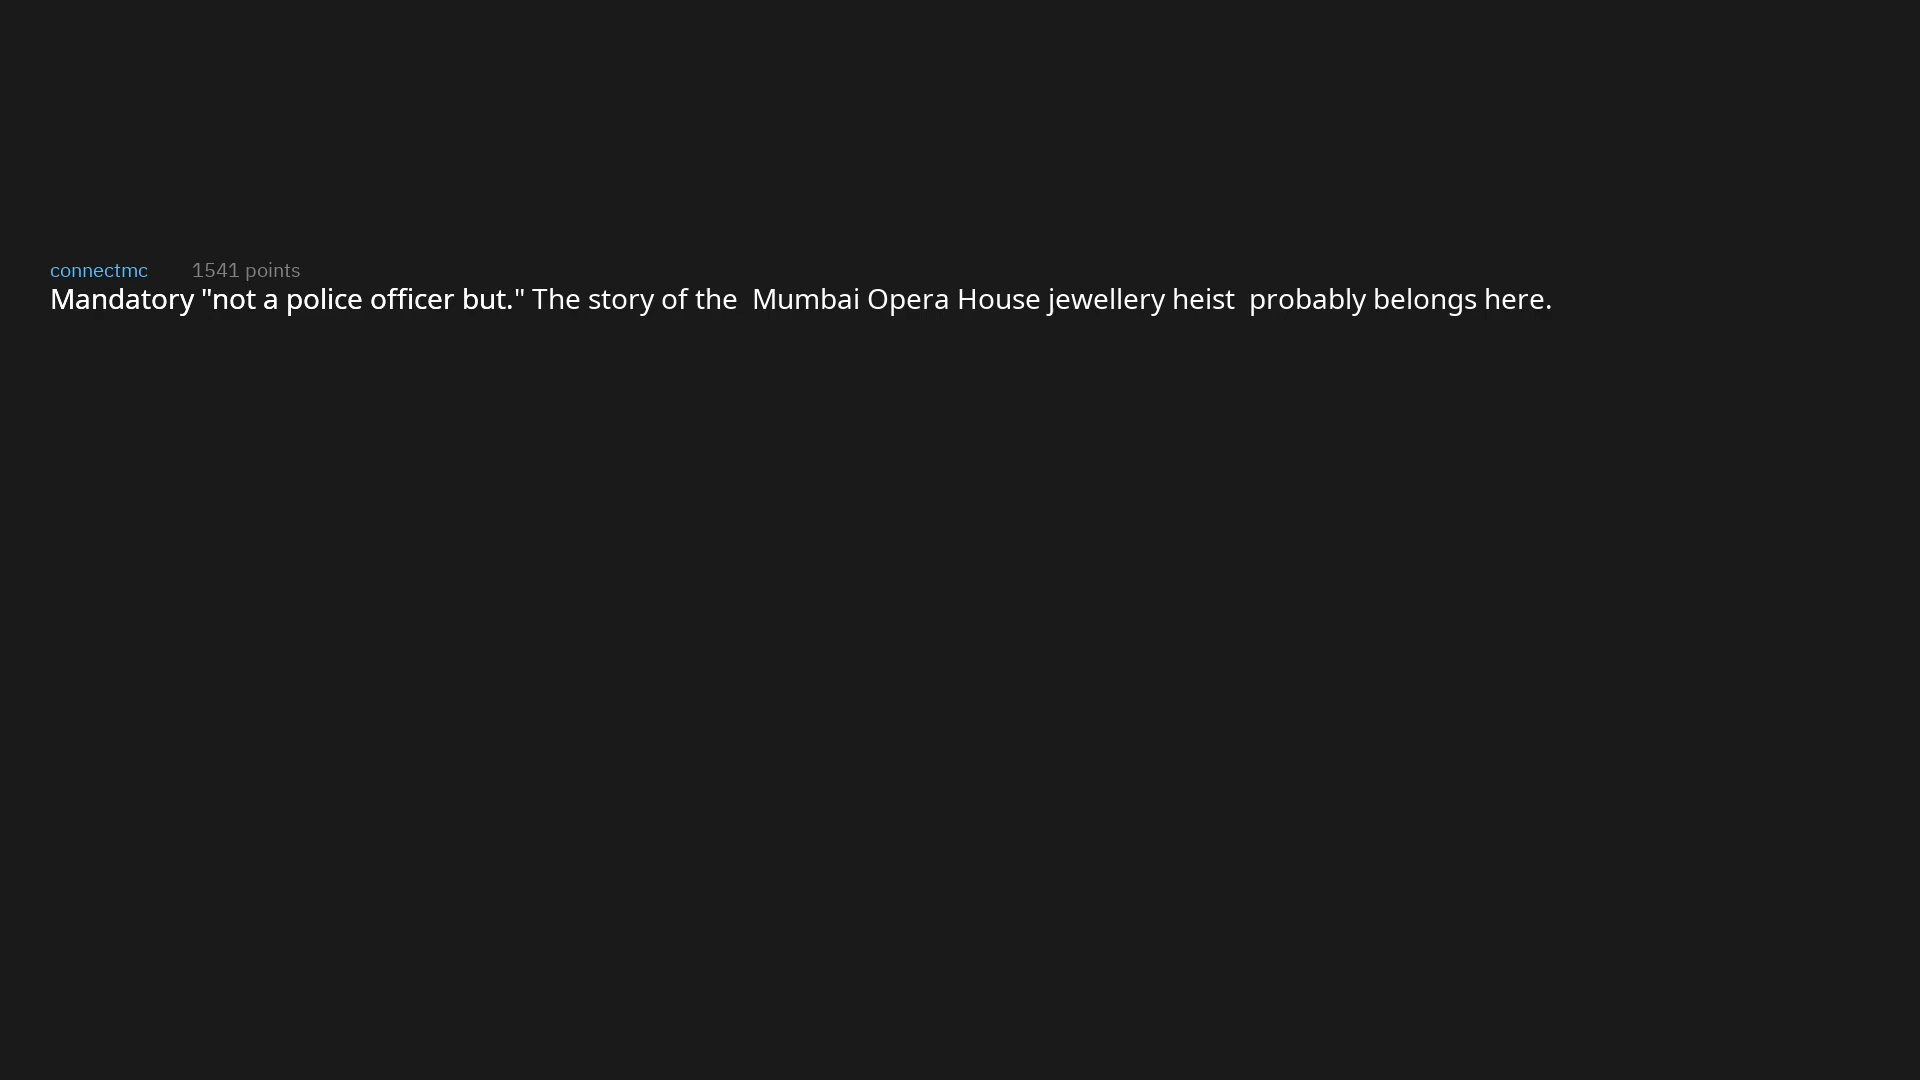 connectmc 1541 points
Mandatory "not a police officer but." The story of the  Mumbai Opera House jewellery heist  probably belongs here.